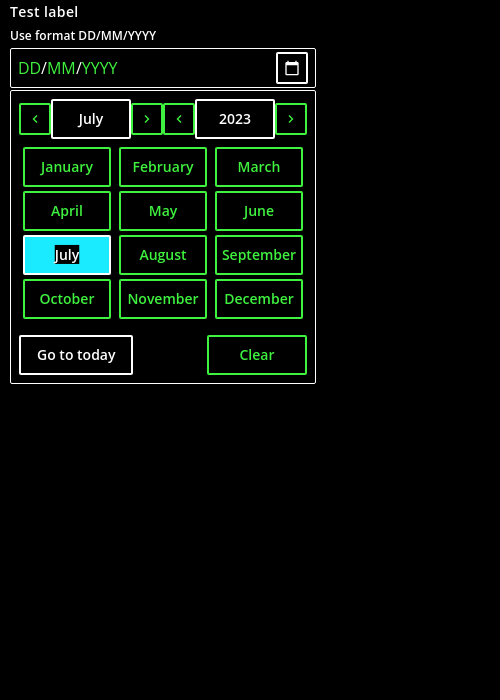 Test label
Use format DD/MM/YYYY
DD/MM/YYYY
July 2023
January February March
April May June
July August September
October November December
Go to today Clear